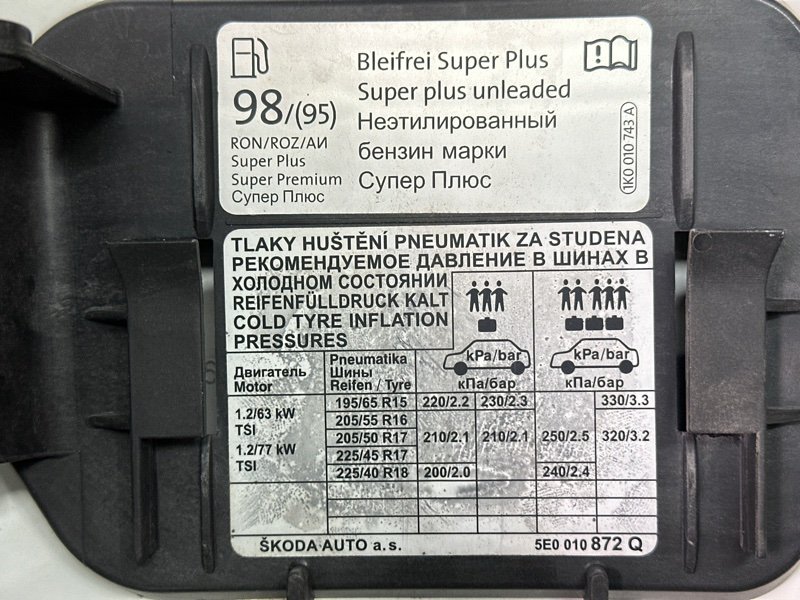 98/(95)
RON/ROZ/АИ
Super Plus
Super Premium
Супер Плюс
Bleifrei Super Plus
Super plus unleaded
Неэтилированный
бензин марки
Супер Плюс
1K0 010 743 A
TLAKY HUŠTĚNÍ PNEUMATIK ZA STUDENA
РЕКОМЕНДУЕМОЕ ДАВЛЕНИЕ В ШИНАХ В
ХОЛОДНОМ СОСТОЯНИИ
REIFENFÜLLDRUCK KALT
COLD TYRE INFLATION
PRESSURES
kPa/bar kPa/bar
Двигатель
Motor
Pneumatika
Шины
Reifen / Tyre
кПа/бар кПа/бар
1.2/63 kW
TSI
1.2/77 kW
TSI
195/65 R15 220/2.2 230/2.3 330/3.3
205/55 R16
205/50 R17 210/2.1 210/2.1 250/2.5 320/3.2
225/45 R17
225/40 R18 200/2.0 240/2.4
ŠKODA AUTO a.s. 5E0 010 872 Q